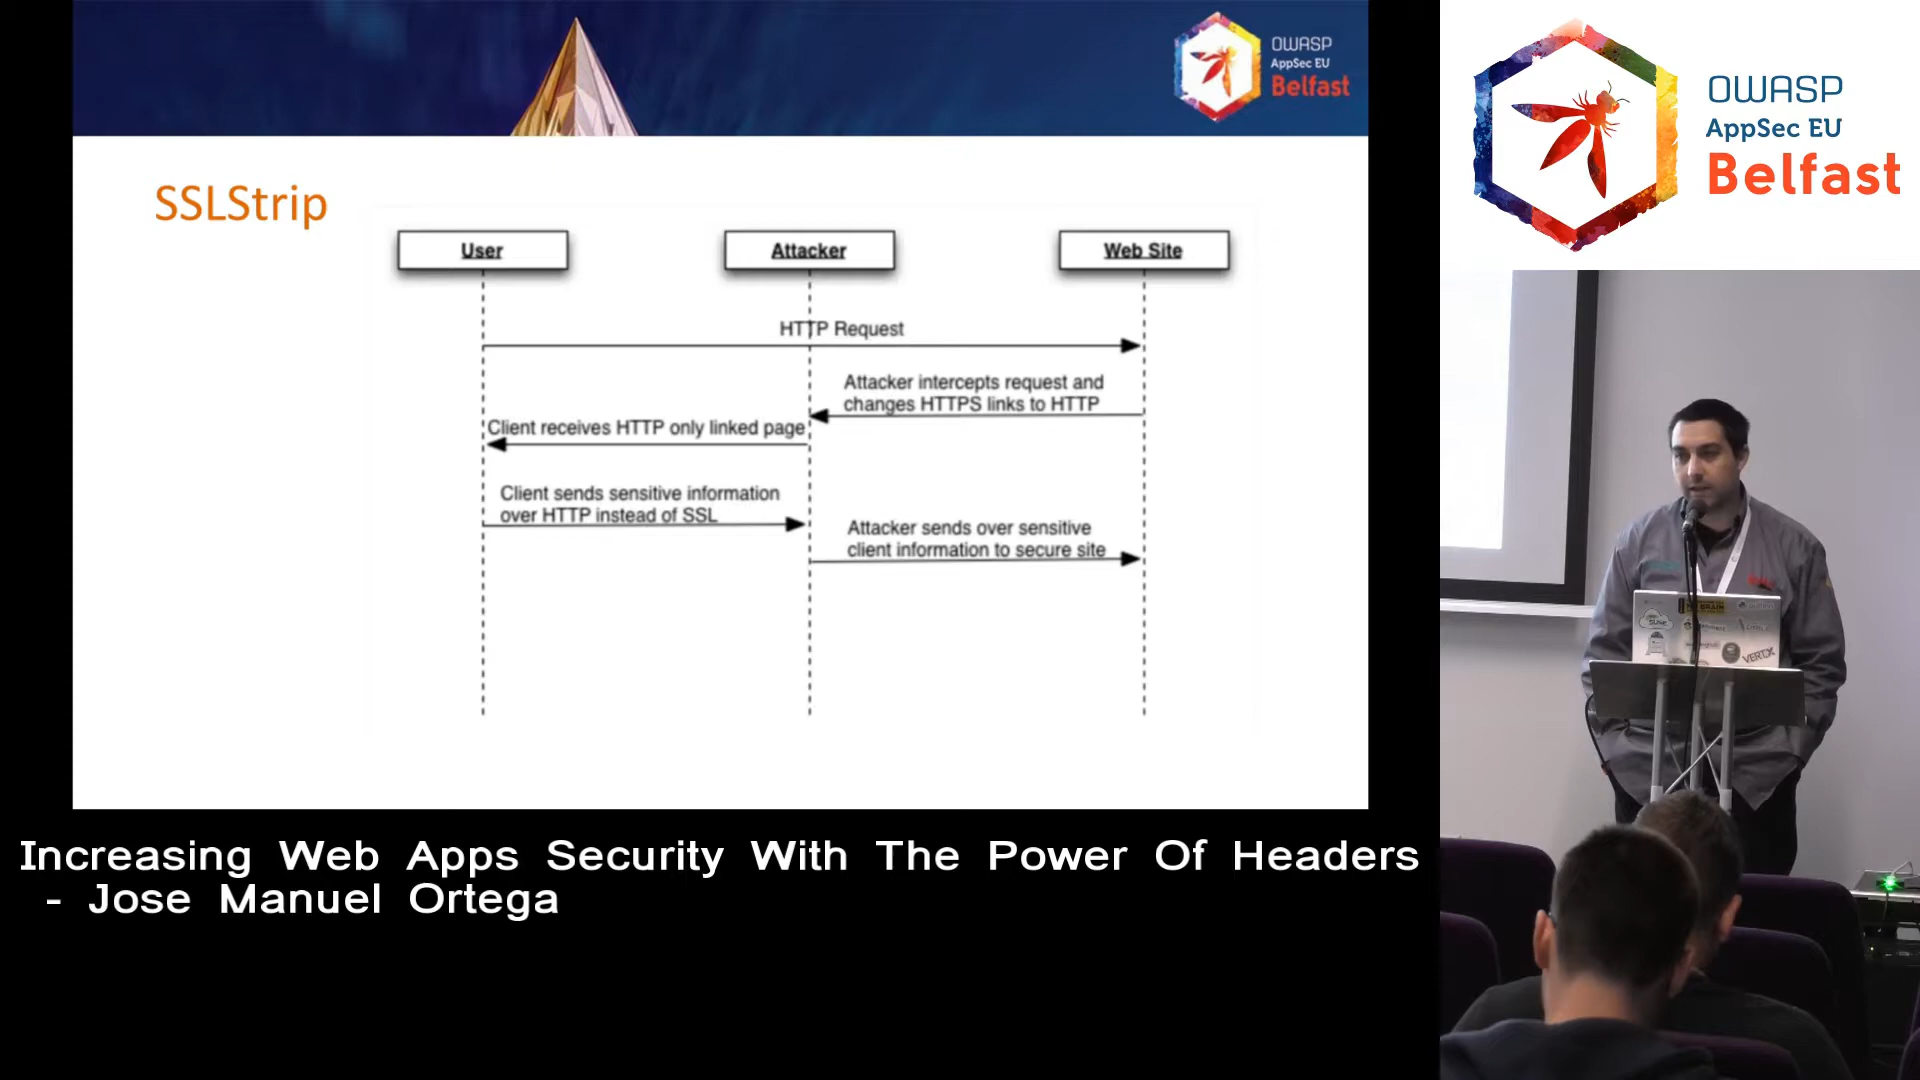 OWASP
AppSec EU
Belfast
SSLStrip
User
Attacker
Web Site
HTTP Request
Attacker intercepts request and
changes HTTPS links to HTTP
Client receives HTTP only linked page
Client sends sensitive information
over HTTP instead of SSL
Attacker sends over sensitive
client information to secure site
Increasing Web Apps Security With The Power Of Headers
- Jose Manuel Ortega
OWASP
AppSec EU
Belfast
BRAIN
VERT.X